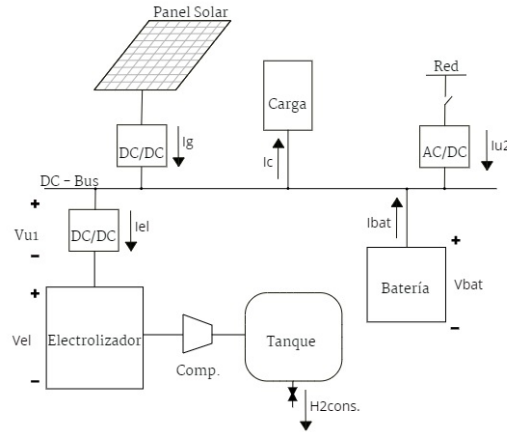 Panel Solar
DC/DC
Ig
Carga
Ic
Red
AC/DC
Iu2
DC - Bus
+
Vu1
-
DC/DC
Iel
Ibat
Batería
+
Vbat
-
+
Vel
-
Electrolizador
Comp.
Tanque
H2cons.